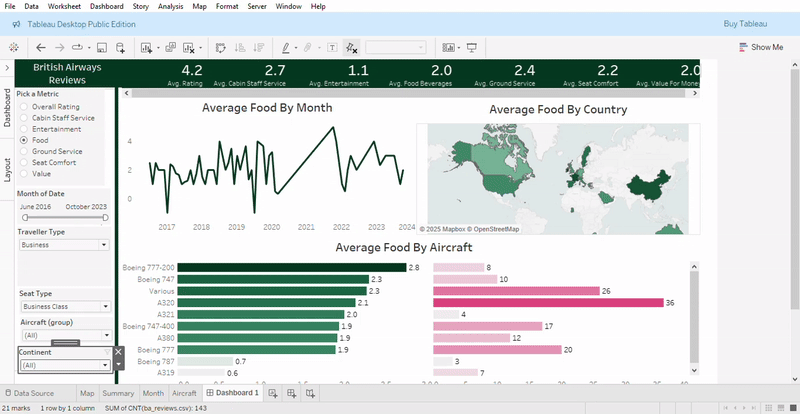 File Data Worksheet Dashboard Story Analysis Map Format Server Window Help
Tableau Desktop Public Edition Buy Tableau
Show Me
British Airways
Reviews
4.2 2.7 1.1 2.0 2.4 2.2 2.0
Avg. Rating Avg. Cabin Staff Service Avg. Entertainment Avg. Food Beverages Avg. Ground Service Avg. Seat Comfort Avg. Value For Money
Dashboard
Layout
Pick a Metric
Overall Rating
Cabin Staff Service
Entertainment
Food
Ground Service
Seat Comfort
Value
Month of Date
June 2016 October 2023
Traveller Type
Business
Seat Type
Business Class
Aircraft (group)
(All)
Continent
(All)
Average Food By Month
4
2
0
2017 2018 2019 2020 2021 2022 2023 2024
Average Food By Country
© 2025 Mapbox © OpenStreetMap
Average Food By Aircraft
Boeing 777-200 2.8 8
Boeing 747 2.3 10
Various 2.3 26
A320 2.1 36
A321 2.0 4
Boeing 747-400 1.9 17
A380 1.9 12
Boeing 777 1.9 20
Boeing 787 0.7 3
A319 0.6 7
Data Source Map Summary Month Aircraft Dashboard 1
21 marks 1 row by 1 column SUM of CNT(ba_reviews.csv): 143